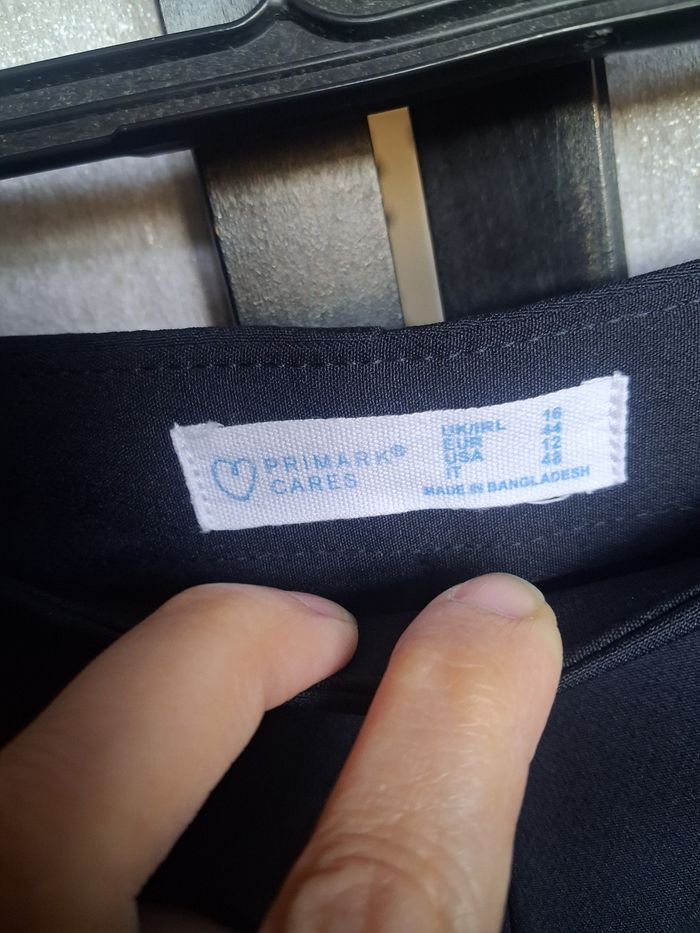 PRIMARK®
CARES
UK/IRL 16
EUR 44
USA 12
IT 48
MADE IN BANGLADESH